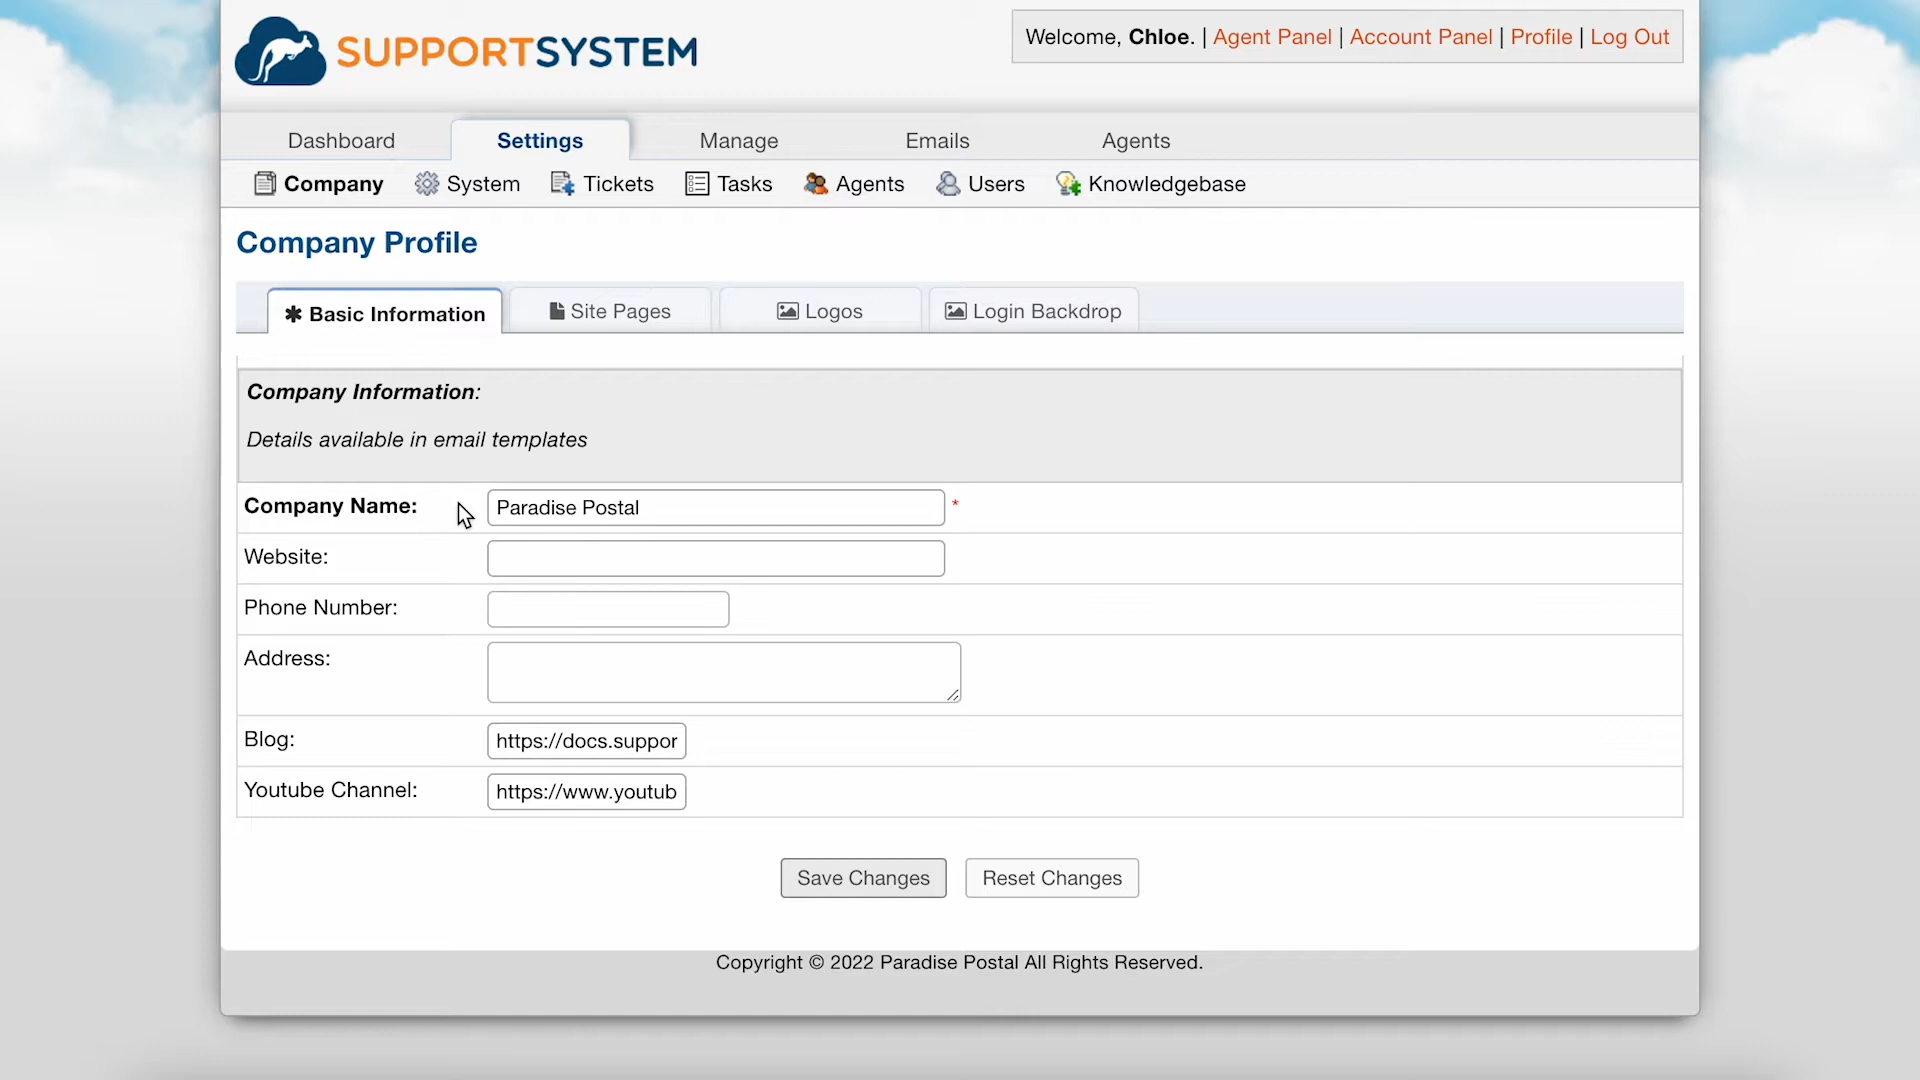 SUPPORTSYSTEM
Welcome, Chloe. | Agent Panel | Account Panel | Profile | Log Out
Dashboard Settings Manage Emails Agents
Company System Tickets Tasks Agents Users Knowledgebase
Company Profile
Basic Information Site Pages Logos Login Backdrop
Company Information:
Details available in email templates
Company Name: Paradise Postal *
Website:
Phone Number:
Address:
Blog: https://docs.suppor
Youtube Channel: https://www.youtub
Save Changes Reset Changes
Copyright © 2022 Paradise Postal All Rights Reserved.